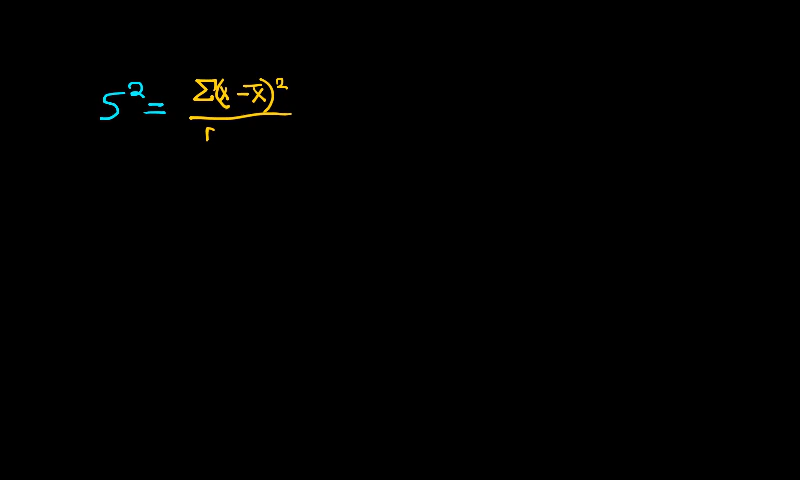 S² = Σ(x - x̄)² / r